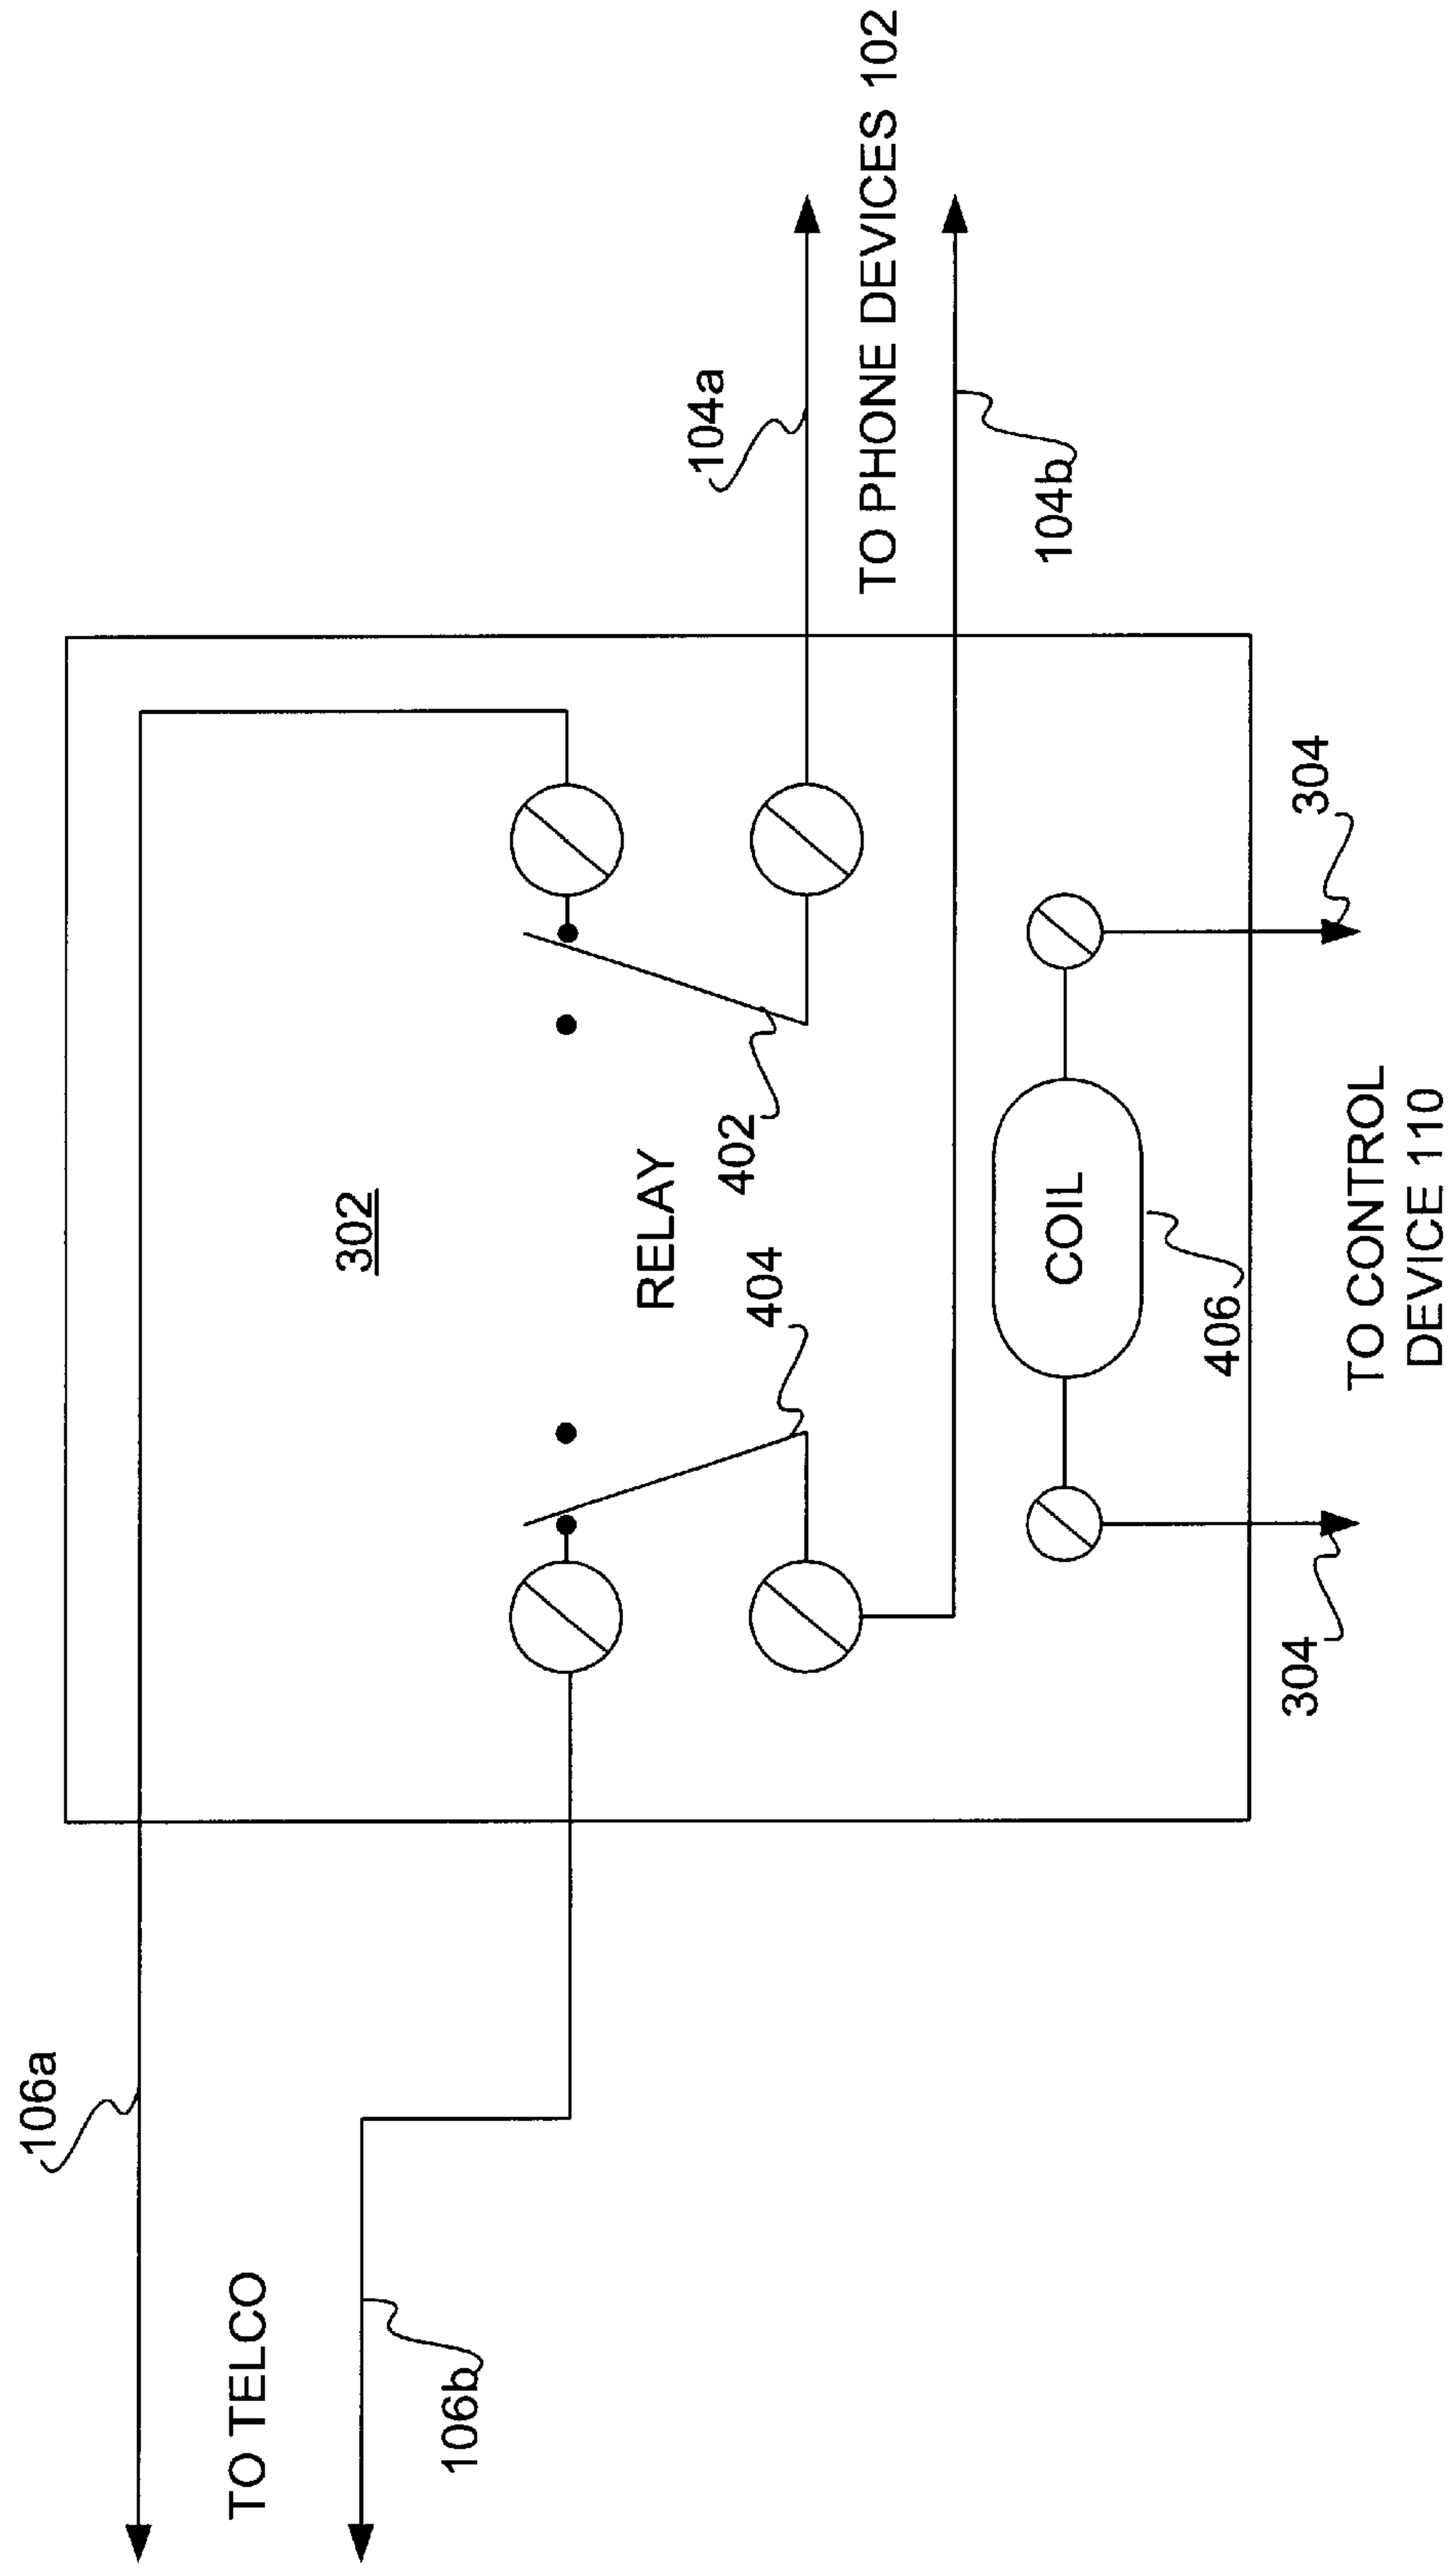 106a
TO TELCO
106b
302
RELAY
404
402
104a
TO PHONE DEVICES 102
104b
COIL
406
304
304
TO CONTROL
DEVICE 110